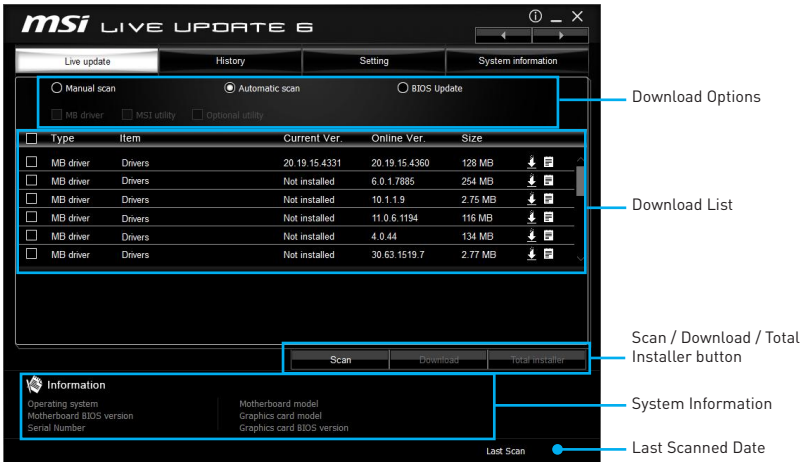 msi LIVE UPDATE 6
Live update History Setting System information
Manual scan Automatic scan BIOS Update
MB driver MSI utility Optional utility
Download Options
Type Item Current Ver. Online Ver. Size
MB driver Drivers 20.19.15.4331 20.19.15.4360 128 MB
MB driver Drivers Not installed 6.0.1.7885 254 MB
MB driver Drivers Not installed 10.1.1.9 2.75 MB
Download List
MB driver Drivers Not installed 11.0.6.1194 116 MB
MB driver Drivers Not installed 4.0.44 134 MB
MB driver Drivers Not installed 30.63.1519.7 2.77 MB
Scan Download Total Installer
Scan / Download / Total
Installer button
Information
Operating system Motherboard model
Motherboard BIOS version Graphics card model
Serial Number Graphics card BIOS version
System Information
Last Scan
Last Scanned Date